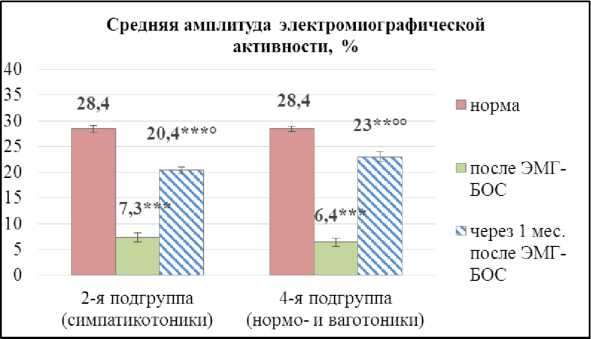 Средняя амплитуда электромиографической
активности, %
40
35
30
25
20
15
10
5
0
28,4
7,3***
20,4***°
28,4
6,4***
23**°°
2-я подгруппа
(симпатикотоники)
4-я подгруппа
(нормо- и ваготоники)
норма
после ЭМГ-
БОС
через 1 мес.
после ЭМГ-
БОС